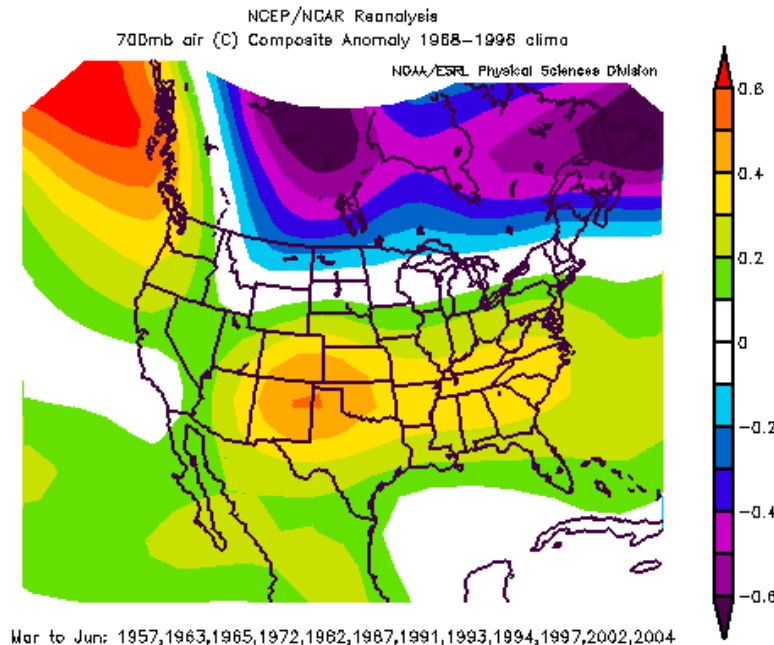 NCEP/NCAR Reanalysis
700mb air (C) Composite Anomaly 1968-1996 clima
NOAA/ESRL Physical Sciences Division
0.6
0.4
0.2
0
-0.2
-0.4
-0.6
Mar to Jun: 1957,1963,1965,1972,1982,1987,1991,1993,1994,1997,2002,2004